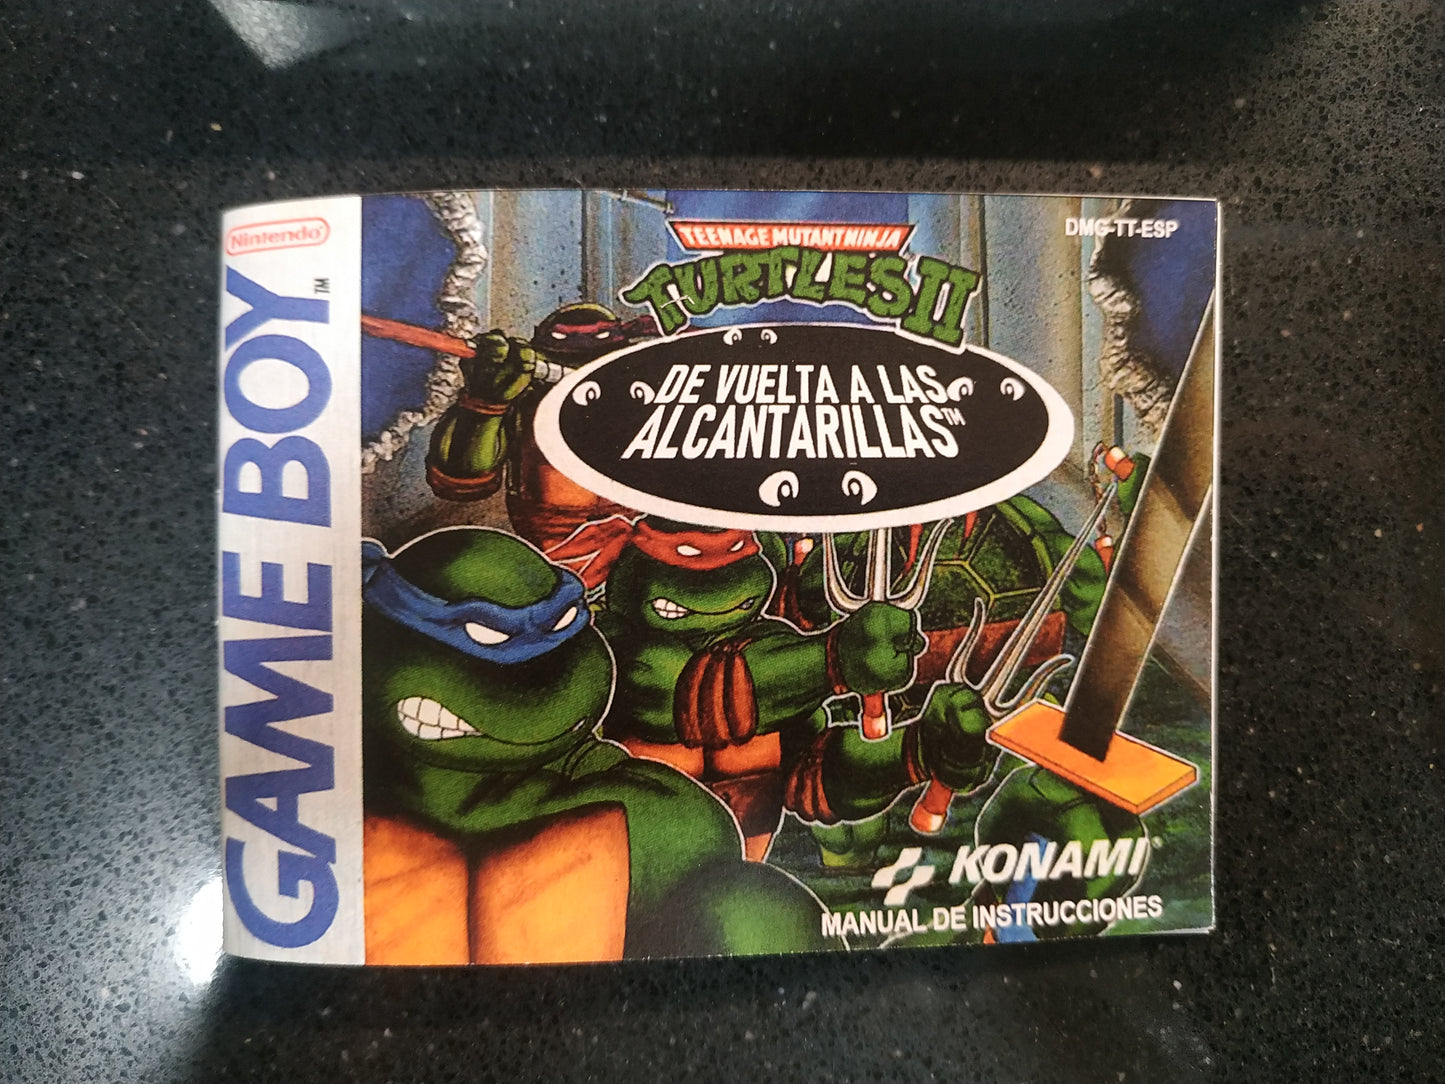 Nintendo
GAME BOY™
DMG-TT-ESP
TEENAGE MUTANT NINJA
TURTLES II
DE VUELTA A LAS
ALCANTARILLAS™
KONAMI®
MANUAL DE INSTRUCCIONES